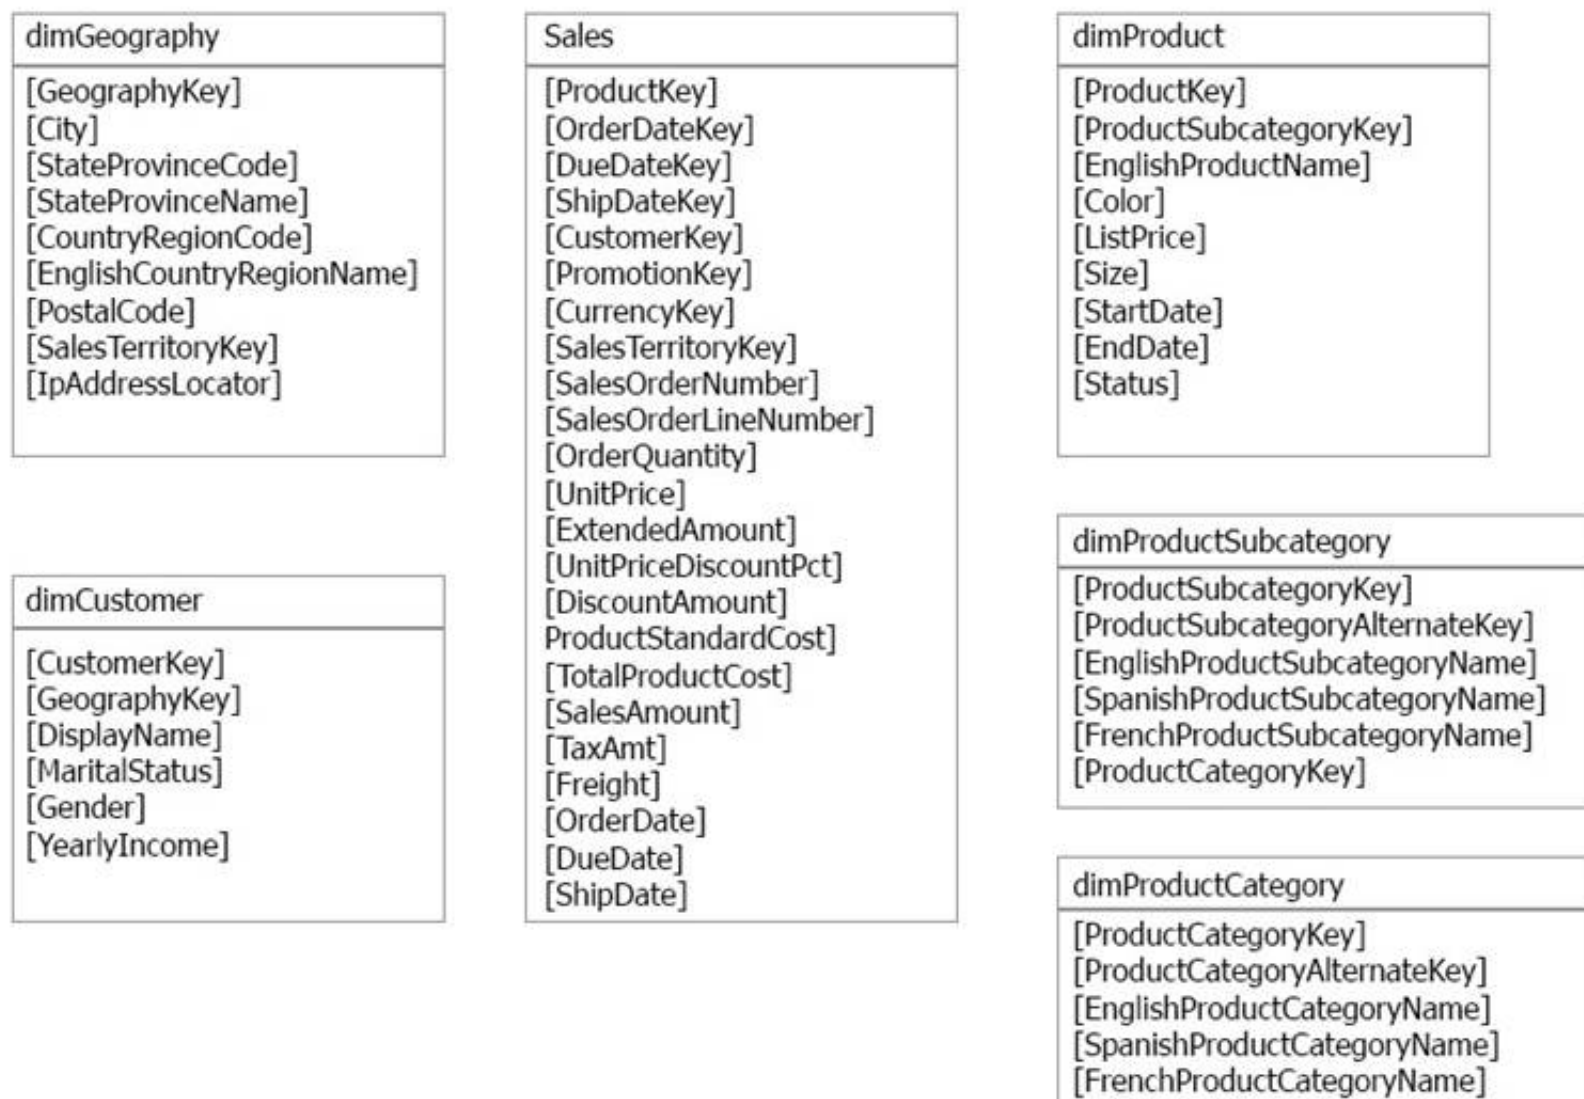 dimGeography
[GeographyKey]
[City]
[StateProvinceCode]
[StateProvinceName]
[CountryRegionCode]
[EnglishCountryRegionName]
[PostalCode]
[SalesTerritoryKey]
[IpAddressLocator]
dimCustomer
[CustomerKey]
[GeographyKey]
[DisplayName]
[MaritalStatus]
[Gender]
[YearlyIncome]
Sales
[ProductKey]
[OrderDateKey]
[DueDateKey]
[ShipDateKey]
[CustomerKey]
[PromotionKey]
[CurrencyKey]
[SalesTerritoryKey]
[SalesOrderNumber]
[SalesOrderLineNumber]
[OrderQuantity]
[UnitPrice]
[ExtendedAmount]
[UnitPriceDiscountPct]
[DiscountAmount]
ProductStandardCost]
[TotalProductCost]
[SalesAmount]
[TaxAmt]
[Freight]
[OrderDate]
[DueDate]
[ShipDate]
dimProduct
[ProductKey]
[ProductSubcategoryKey]
[EnglishProductName]
[Color]
[ListPrice]
[Size]
[StartDate]
[EndDate]
[Status]
dimProductSubcategory
[ProductSubcategoryKey]
[ProductSubcategoryAlternateKey]
[EnglishProductSubcategoryName]
[SpanishProductSubcategoryName]
[FrenchProductSubcategoryName]
[ProductCategoryKey]
dimProductCategory
[ProductCategoryKey]
[ProductCategoryAlternateKey]
[EnglishProductCategoryName]
[SpanishProductCategoryName]
[FrenchProductCategoryName]